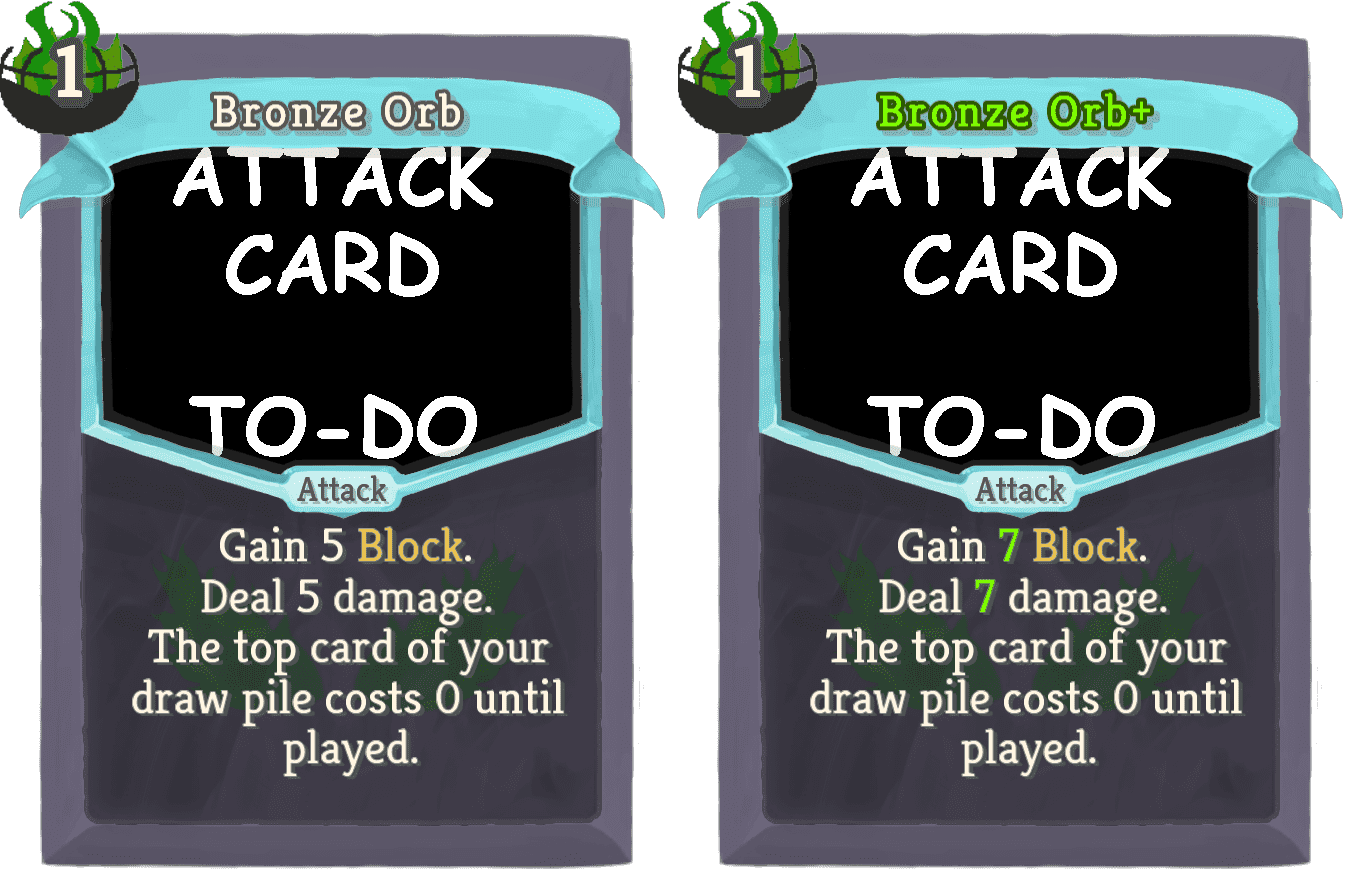 1
Bronze Orb
ATTACK
CARD
TO-DO
Attack
Gain 5 Block.
Deal 5 damage.
The top card of your
draw pile costs 0 until
played.
1
Bronze Orb+
ATTACK
CARD
TO-DO
Attack
Gain 7 Block.
Deal 7 damage.
The top card of your
draw pile costs 0 until
played.